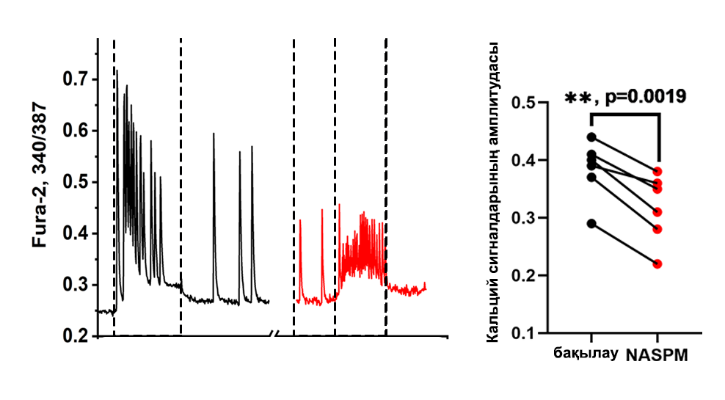 Fura-2, 340/387
0.7
0.6
0.5
0.4
0.3
0.2
Кальций сигналдарының амплитудасы
**, p=0.0019
0.5
0.4
0.3
0.2
0.1
бақылау NASPM